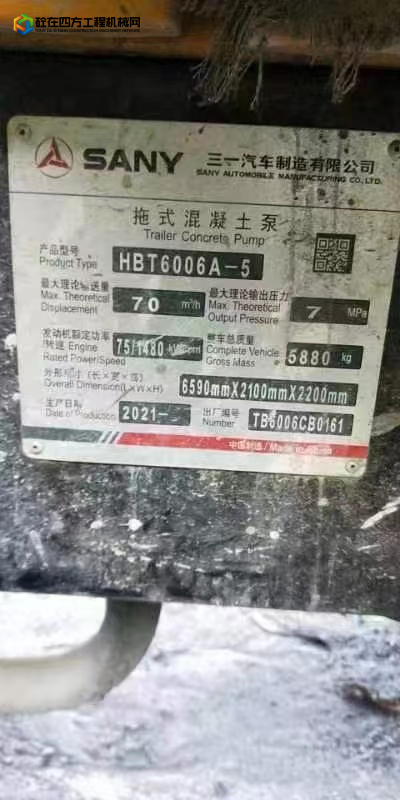 砼在四方工程机械网
SANY 三一汽车制造有限公司
SANY AUTOMOBILE MANUFACTURING CO.,LTD.
拖式混凝土泵
Trailer Concrete Pump
产品型号
Product Type
HBT6006A-5
最大理论输送量
Max. Theoretical
Displacement
70 m³/h
最大理论输出压力
Max. Theoretical
Output Pressure
7 MPa
发动机额定功率
/转速 Engine
Rated Power/Speed
75/1480 kW/rpm
整车总质量
Complete Vehicle
Gross Mass
5880 kg
外形尺寸(长×宽×高)
Overall Dimension(L×W×H)
6590mmX2100mmX2200mm
生产日期
Date of Production
2021-
出厂编号
Number
TB6006CB0161
中国制造 / Made in China